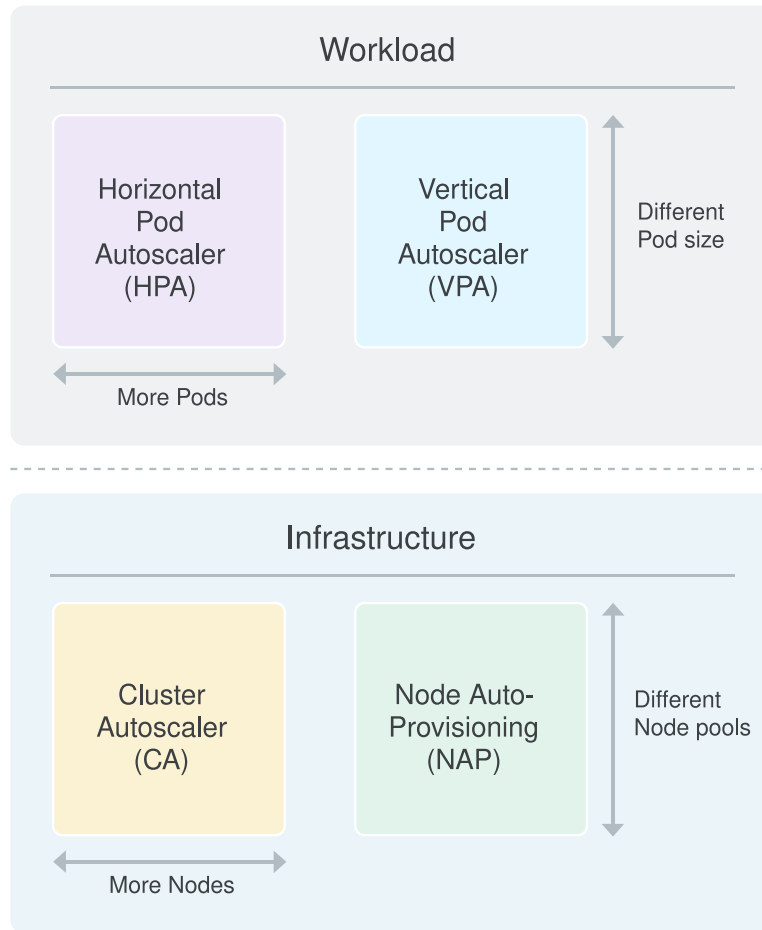 Workload
Horizontal
Pod
Autoscaler
(HPA)
Vertical
Pod
Autoscaler
(VPA)
Different
Pod size
More Pods
Infrastructure
Cluster
Autoscaler
(CA)
Node Auto-
Provisioning
(NAP)
Different
Node pools
More Nodes